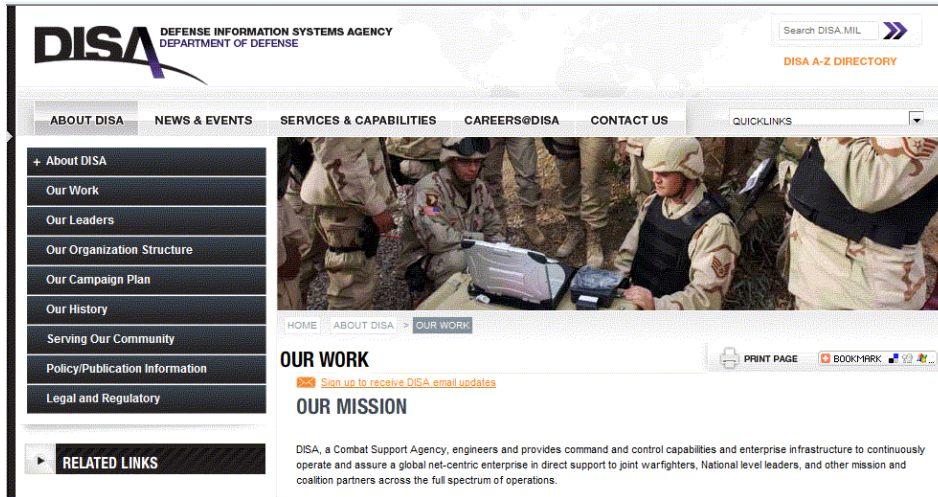 DISA
DEFENSE INFORMATION SYSTEMS AGENCY
DEPARTMENT OF DEFENSE
Search DISA.MIL
DISA A-Z DIRECTORY
ABOUT DISA
NEWS & EVENTS
SERVICES & CAPABILITIES
CAREERS@DISA
CONTACT US
QUICKLINKS
+ About DISA
Our Work
Our Leaders
Our Organization Structure
Our Campaign Plan
Our History
Serving Our Community
Policy/Publication Information
Legal and Regulatory
RELATED LINKS
HOME ABOUT DISA > OUR WORK
OUR WORK
PRINT PAGE
BOOKMARK
Sign up to receive DISA email updates
OUR MISSION
DISA, a Combat Support Agency, engineers and provides command and control capabilities and enterprise infrastructure to continuously
operate and assure a global net-centric enterprise in direct support to joint warfighters, National level leaders, and other mission and
coalition partners across the full spectrum of operations.